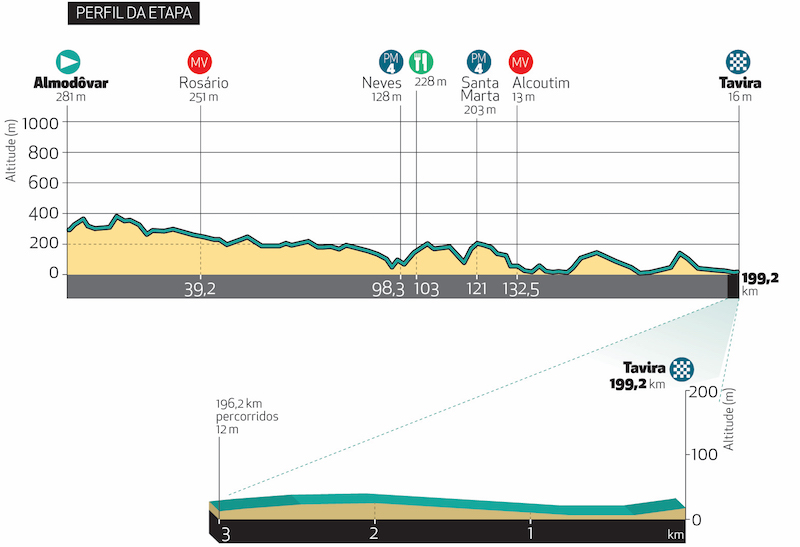 PERFIL DA ETAPA
MV PM 4 PM 4 MV
Almodôvar Rosário Neves 228 m Santa Marta Alcoutim Tavira
281 m 251 m 128 m 203 m 13 m 16 m
Altitude (m)
1000
800
600
400
200
0
39,2 98,3 103 121 132,5 199,2 km
Tavira
199,2 km
196,2 km
percorridos
12 m
200
100
0
Altitude (m)
3 2 1 km